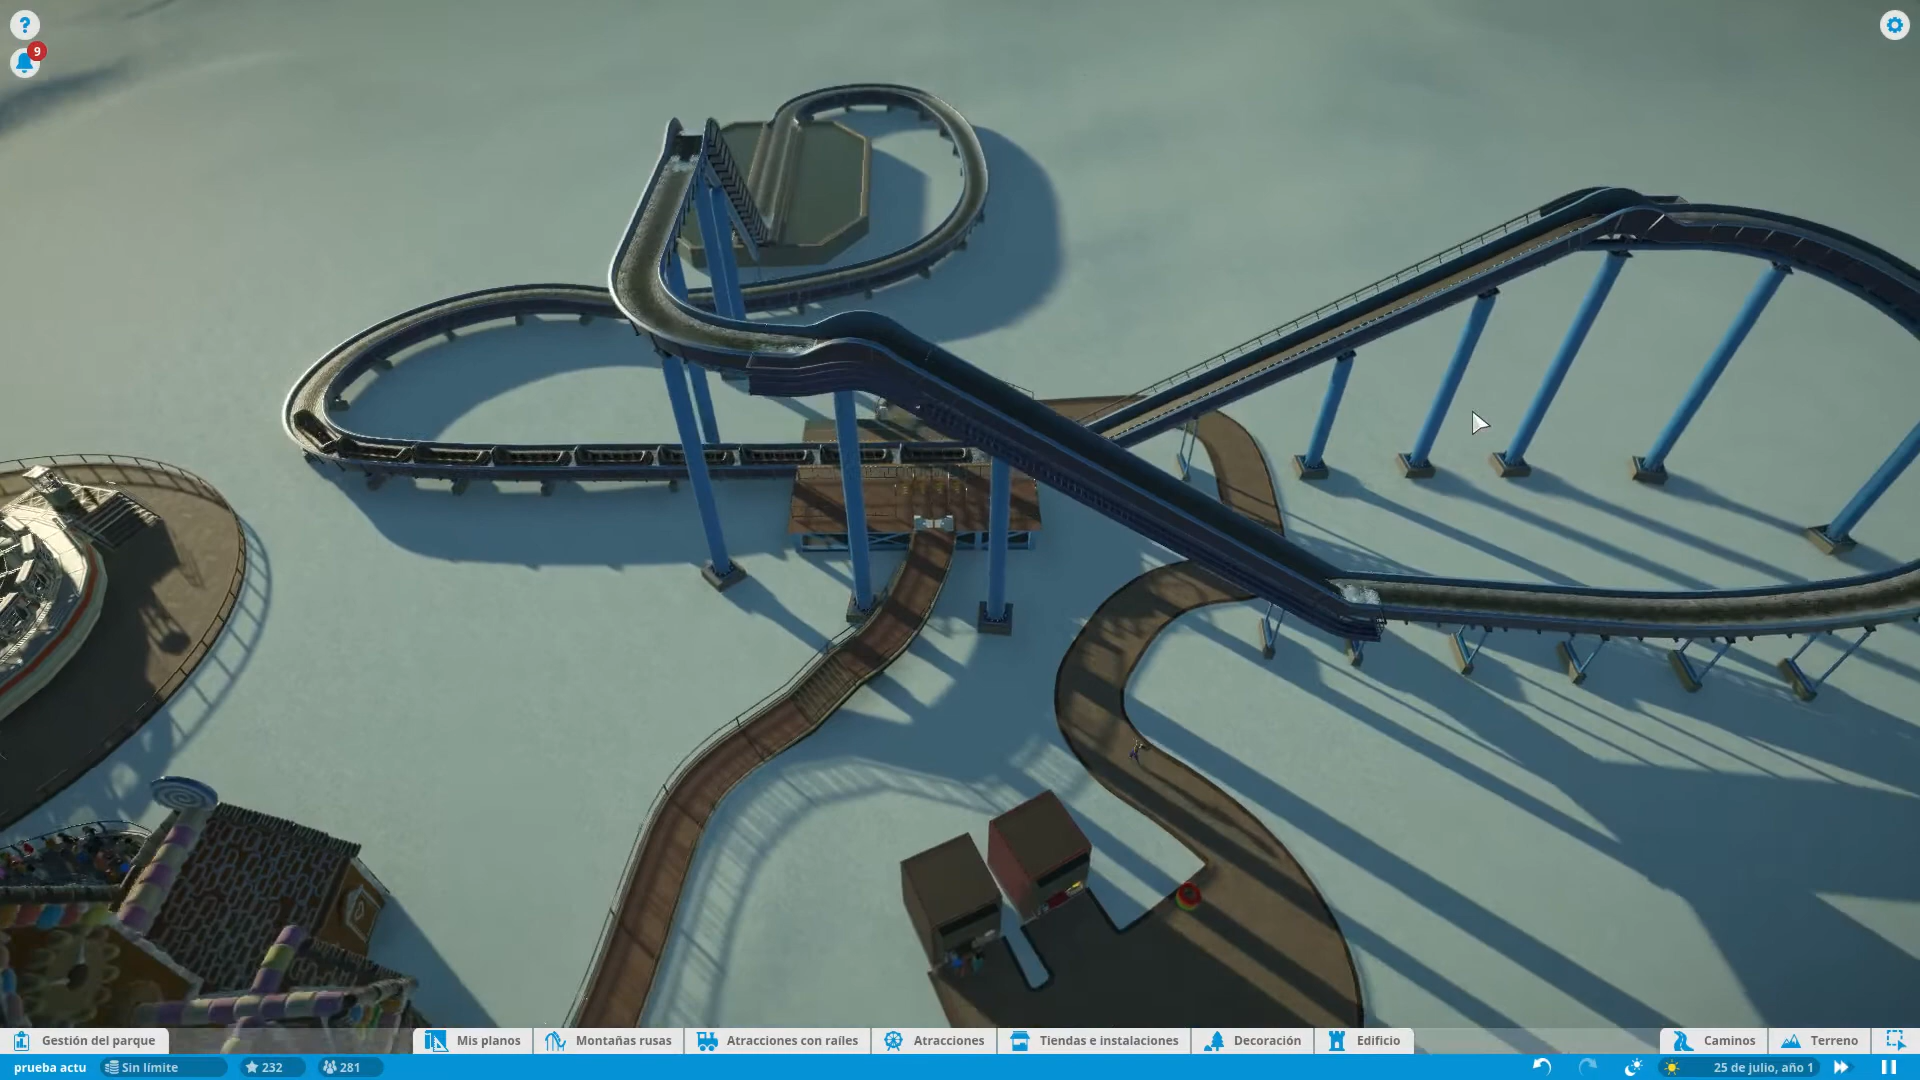 ?
9
Gestión del parque
Mis planos
Montañas rusas
Atracciones con raíles
Atracciones
Tiendas e instalaciones
Decoración
Edificio
Caminos
Terreno
prueba actu
Sin límite
232
281
25 de julio, año 1